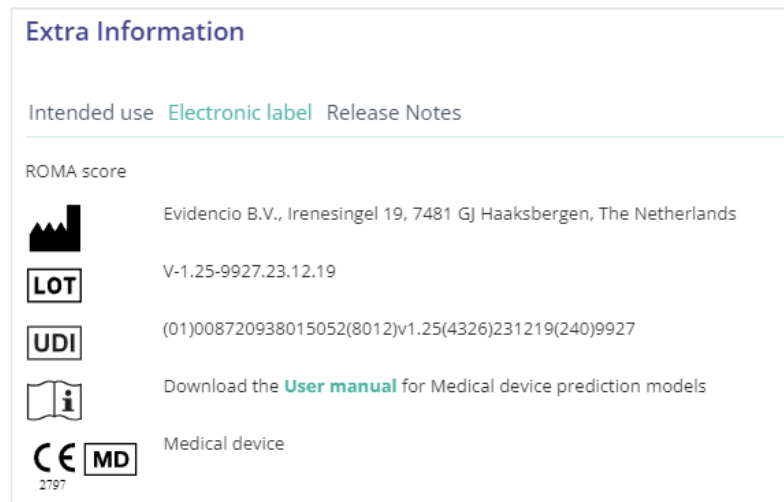 Extra Information
Intended use Electronic label Release Notes
ROMA score
Evidencio B.V., Irenesingel 19, 7481 GJ Haaksbergen, The Netherlands
LOT V-1.25-9927.23.12.19
UDI (01)008720938015052(8012)v1.25(4326)231219(240)9927
i Download the User manual for Medical device prediction models
CE MD Medical device
2797